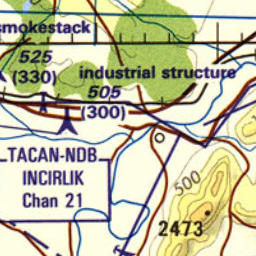 smokestack
525
(330)
industrial structure
505
(300)
TACAN-NDB
INCIRLIK
Chan 21
500
2473